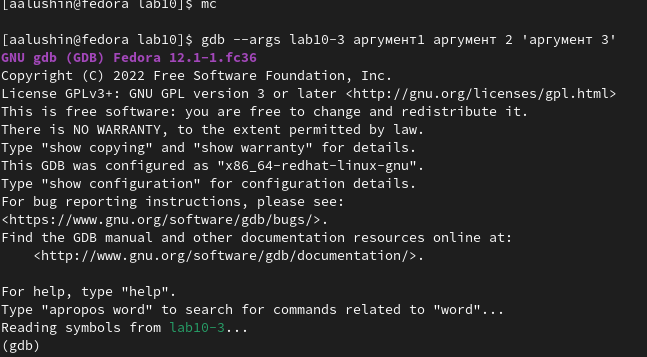 [aalushin@fedora lab10]$ mc
[aalushin@fedora lab10]$ gdb --args lab10-3 аргумент1 аргумент 2 'аргумент 3'
GNU gdb (GDB) Fedora 12.1-1.fc36
Copyright (C) 2022 Free Software Foundation, Inc.
License GPLv3+: GNU GPL version 3 or later <http://gnu.org/licenses/gpl.html>
This is free software: you are free to change and redistribute it.
There is NO WARRANTY, to the extent permitted by law.
Type "show copying" and "show warranty" for details.
This GDB was configured as "x86_64-redhat-linux-gnu".
Type "show configuration" for configuration details.
For bug reporting instructions, please see:
<https://www.gnu.org/software/gdb/bugs/>.
Find the GDB manual and other documentation resources online at:
    <http://www.gnu.org/software/gdb/documentation/>.
For help, type "help".
Type "apropos word" to search for commands related to "word"...
Reading symbols from lab10-3...
(gdb)